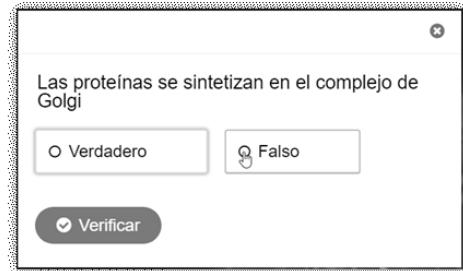 Las proteínas se sintetizan en el complejo de
Golgi
Verdadero
Falso
Verificar